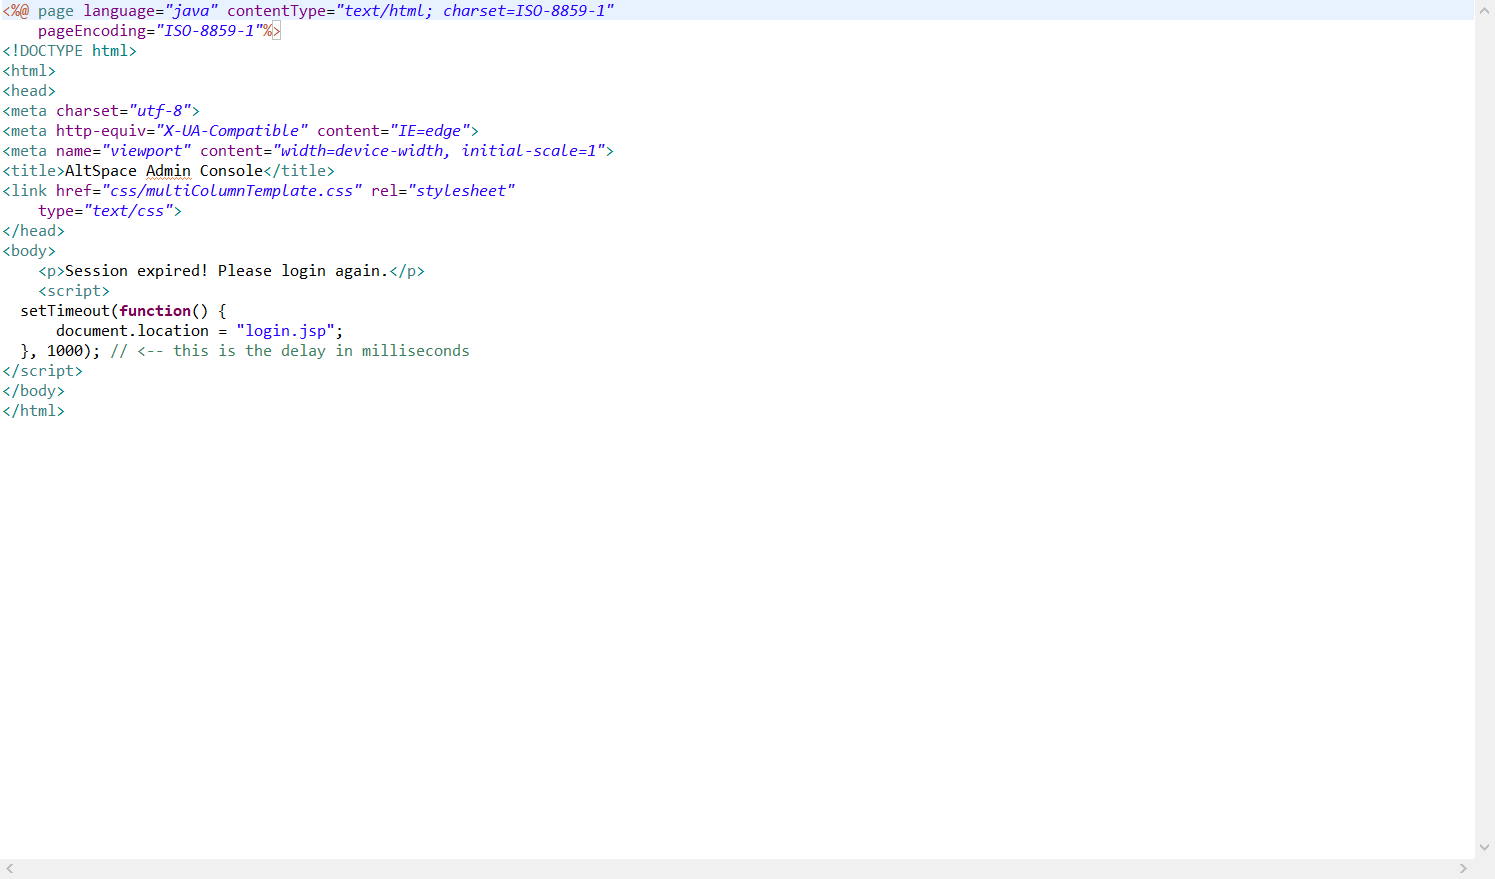 <%@ page language="java" contentType="text/html; charset=ISO-8859-1"
    pageEncoding="ISO-8859-1"%>
<!DOCTYPE html>
<html>
<head>
<meta charset="utf-8">
<meta http-equiv="X-UA-Compatible" content="IE=edge">
<meta name="viewport" content="width=device-width, initial-scale=1">
<title>AltSpace Admin Console</title>
<link href="css/multiColumnTemplate.css" rel="stylesheet"
    type="text/css">
</head>
<body>
    <p>Session expired! Please login again.</p>
    <script>
  setTimeout(function() {
      document.location = "login.jsp";
  }, 1000); // <-- this is the delay in milliseconds
</script>
</body>
</html>